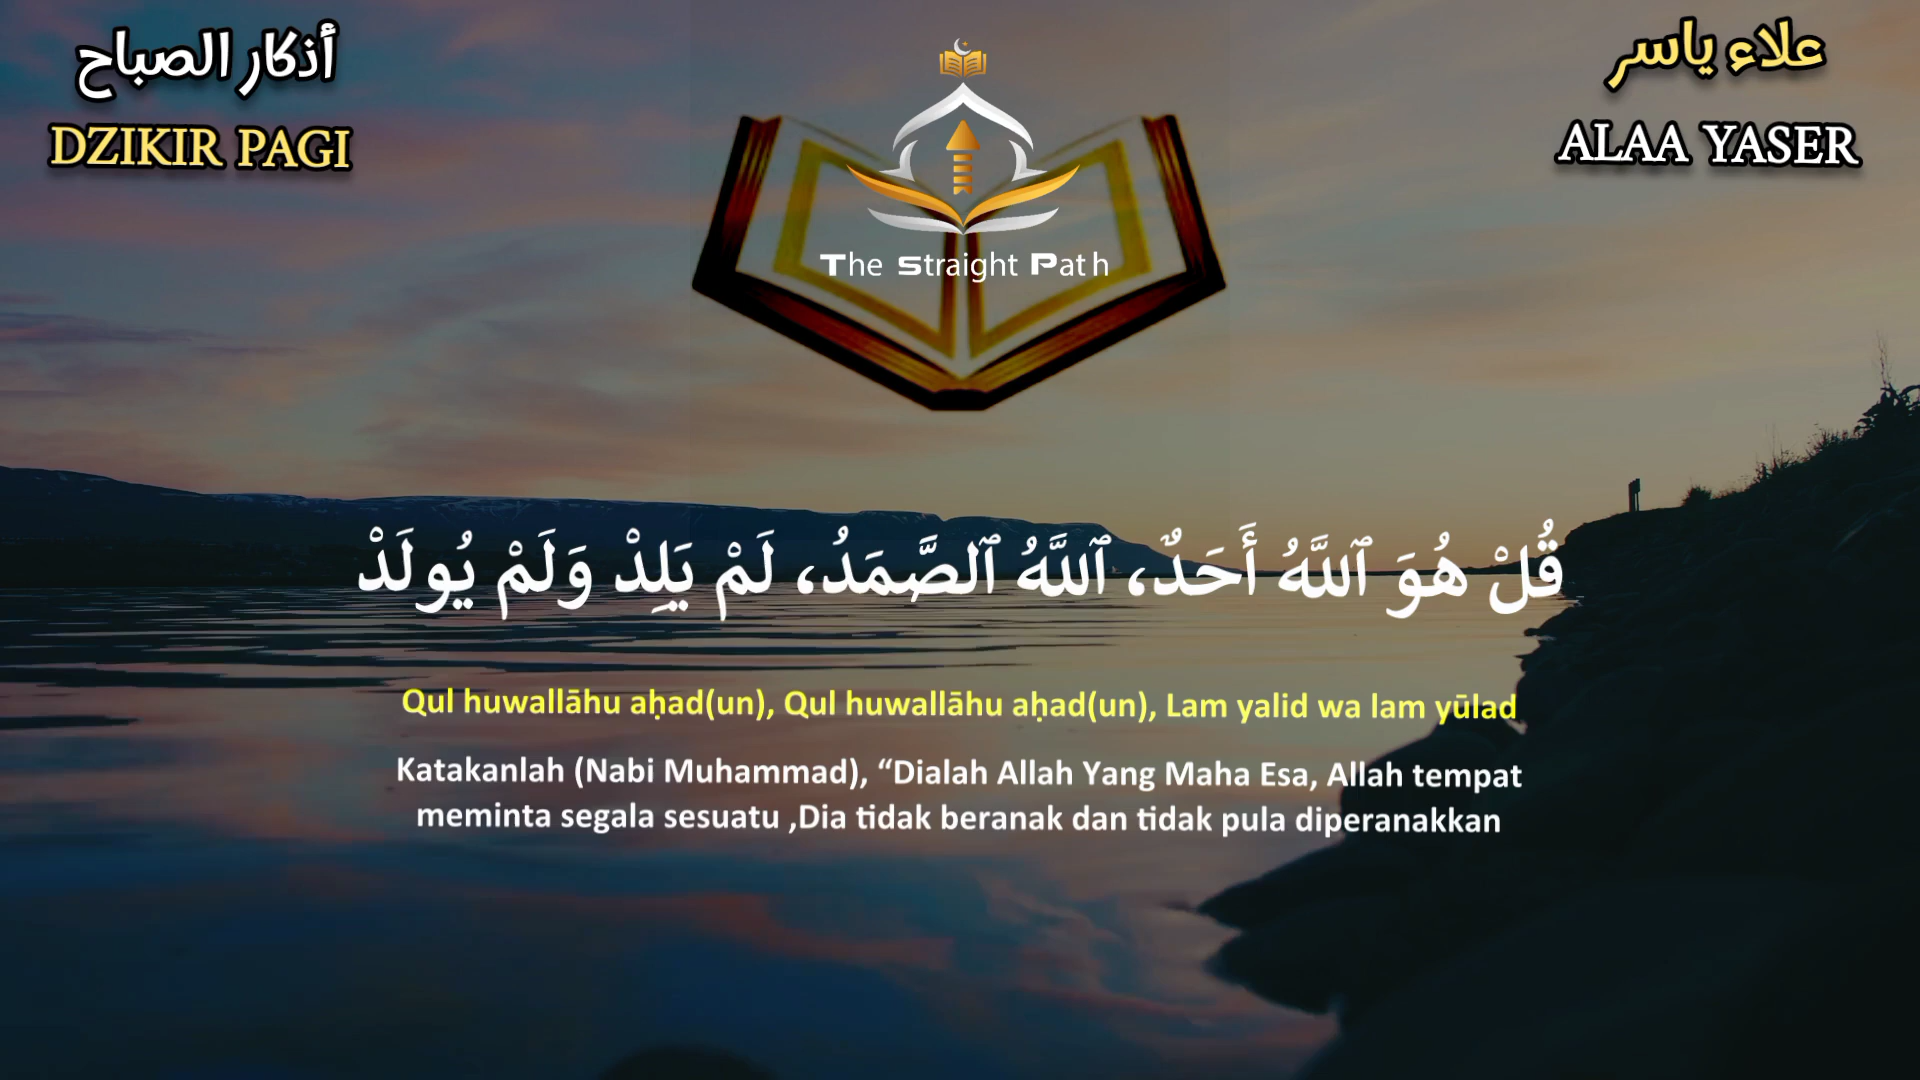 أذكار الصباح
DZIKIR PAGI
علاء ياسر
ALAA YASER
The Straight Path
قُلْ هُوَ ٱللَّهُ أَحَدٌ، ٱللَّهُ ٱلصَّمَدُ، لَمْ يَلِدْ وَلَمْ يُولَدْ
Qul huwallāhu aḥad(un), Qul huwallāhu aḥad(un), Lam yalid wa lam yūlad
Katakanlah (Nabi Muhammad), “Dialah Allah Yang Maha Esa, Allah tempat
meminta segala sesuatu ,Dia tidak beranak dan tidak pula diperanakkan